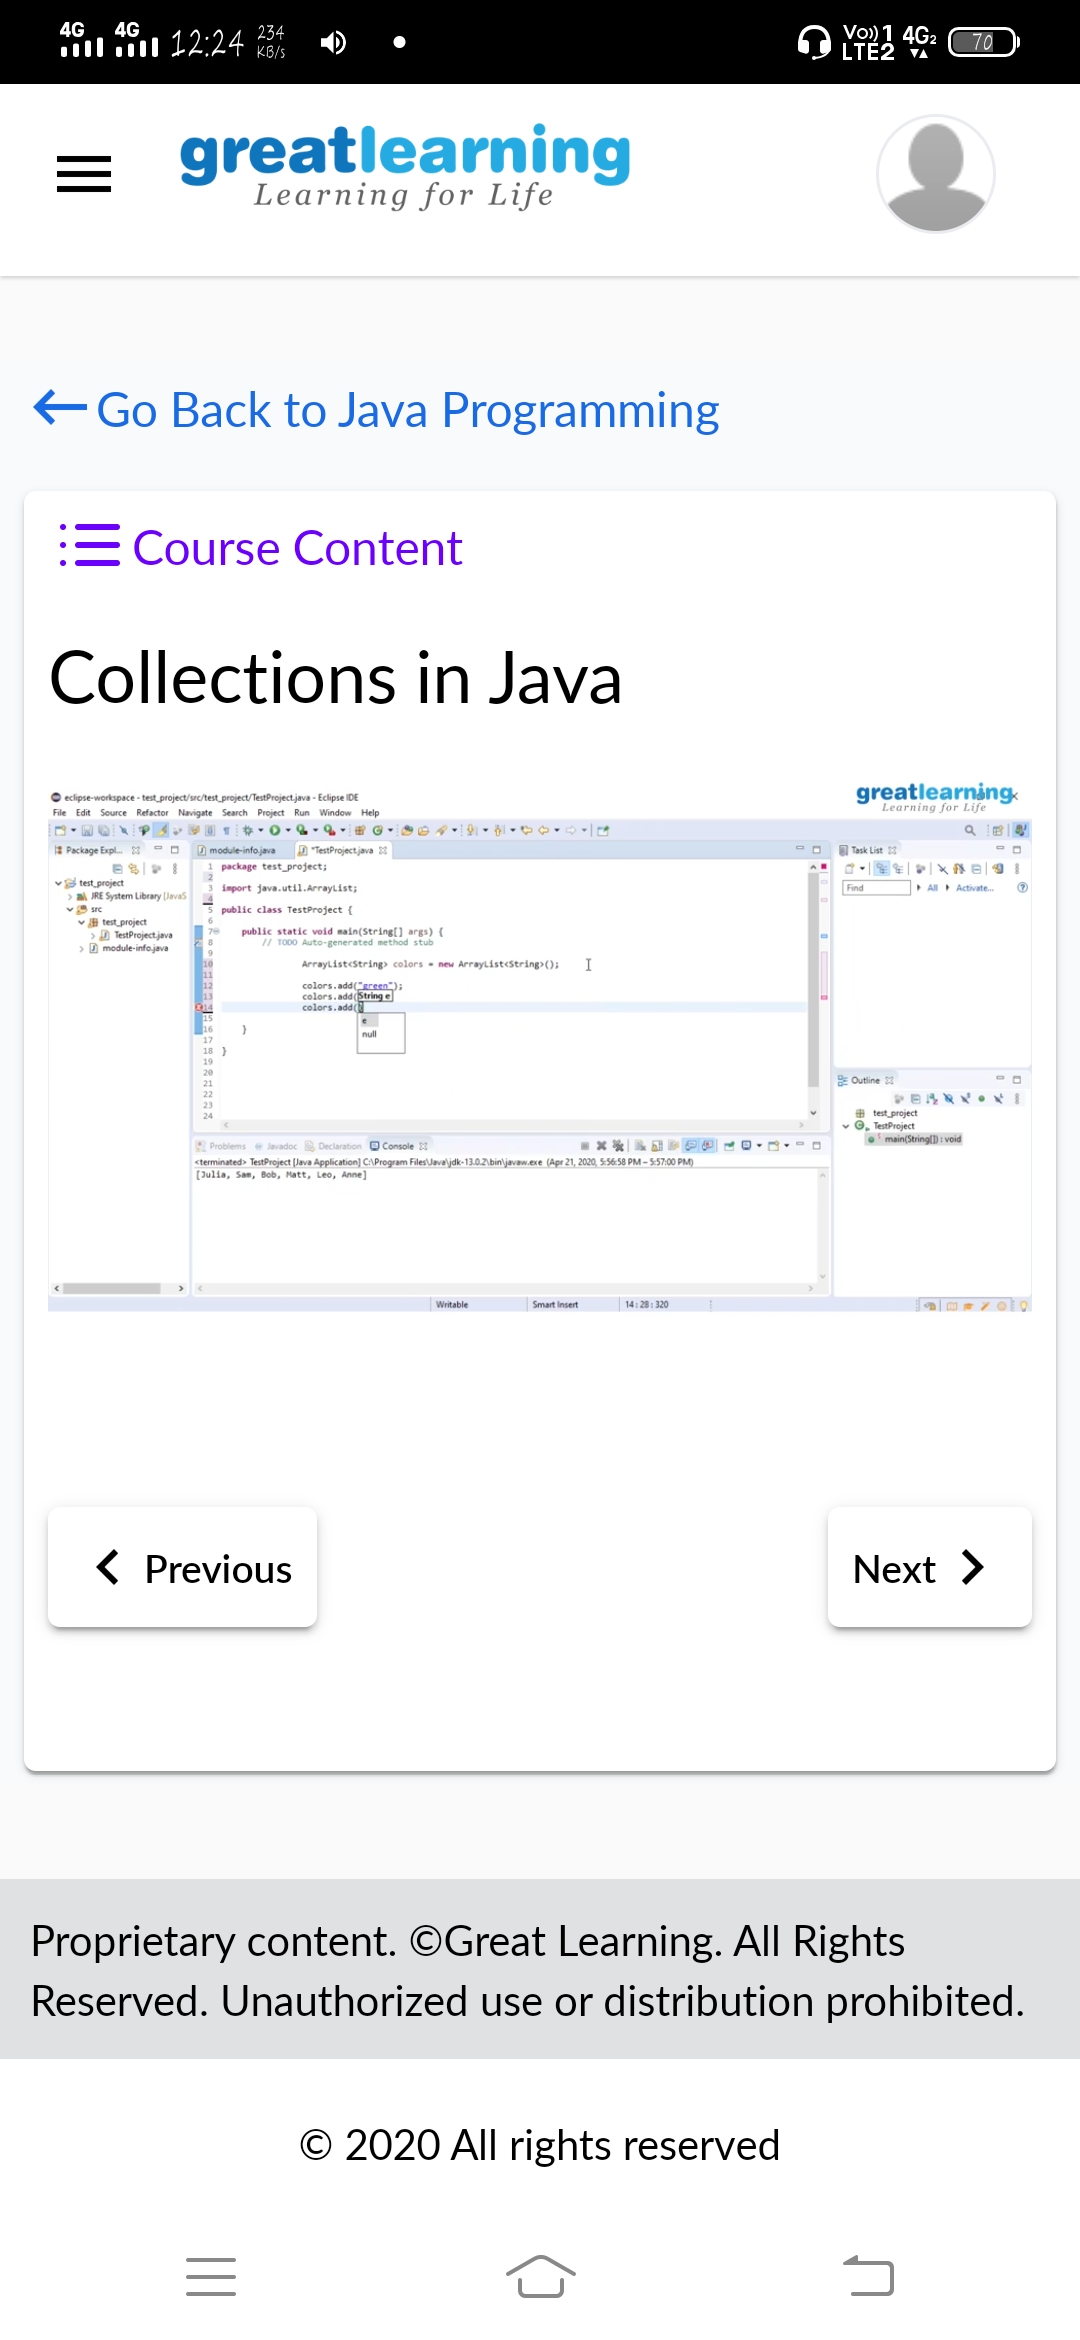 4G 4G 12:24 234 KB/s Vo)) 1 LTE2 4G2 70
greatlearning
Learning for Life
Go Back to Java Programming
Course Content
Collections in Java
greatlearning
Learning for Life
eclipse-workspace - test_project/src/test_project/TestProject.java - Eclipse IDE
File Edit Source Refactor Navigate Search Project Run Window Help
Package Expl...
test_project
JRE System Library [JavaS
src
test_project
TestProject.java
module-info.java
module-info.java *TestProject.java
1 package test_project;
2
3 import java.util.ArrayList;
4
5 public class TestProject {
6
7 public static void main(String[] args) {
8 // TODO Auto-generated method stub
9
10 ArrayList<String> colors = new ArrayList<String>();
11
12 colors.add("green");
13 colors.add(String e
14 colors.add(
15 e
16 }
null
17
18 }
19
20
21
22
23
24
Task List
Find All Activate...
Outline
test_project
TestProject
main(String[]) : void
Problems Javadoc Declaration Console
<terminated> TestProject [Java Application] C:\Program Files\Java\jdk-13.0.2\bin\javaw.exe (Apr 21, 2020, 5:56:58 PM – 5:57:00 PM)
[Julia, Sam, Bob, Matt, Leo, Anne]
Writable Smart Insert 14 : 28 : 320
Previous
Next
Proprietary content. ©Great Learning. All Rights
Reserved. Unauthorized use or distribution prohibited.
© 2020 All rights reserved